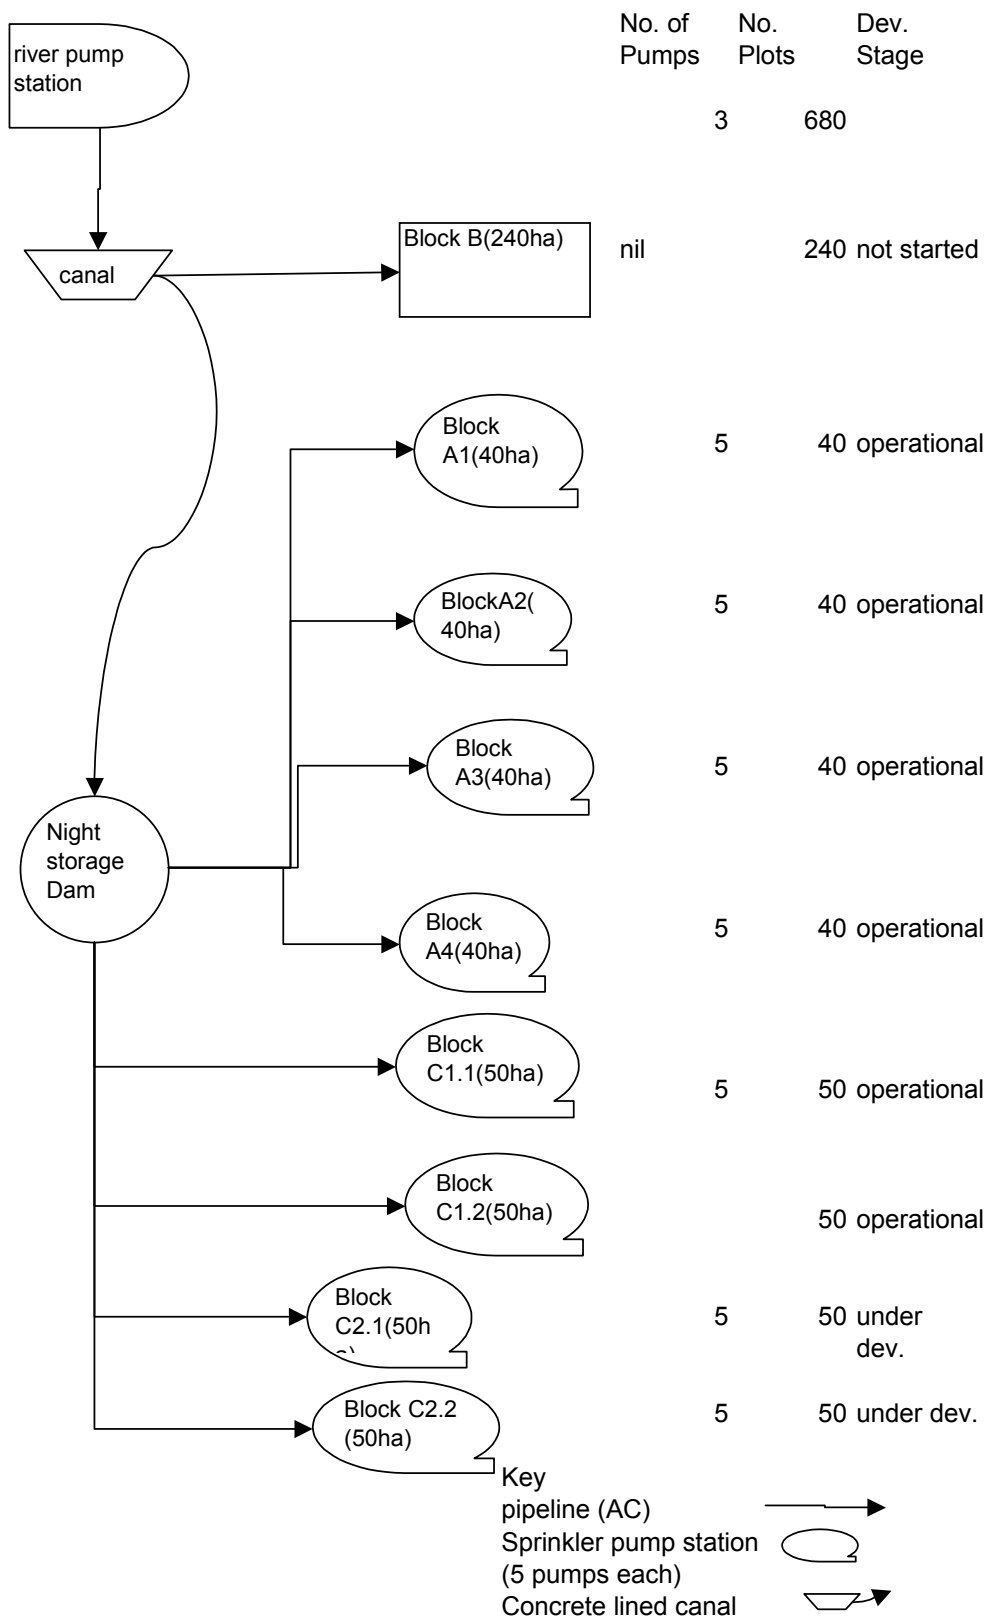 No. of No. Dev.
Pumps Plots Stage
river pump
station
3 680
canal
Block B(240ha)
nil 240 not started
Block
A1(40ha)
5 40 operational
BlockA2(
40ha)
5 40 operational
Block
A3(40ha)
5 40 operational
Night
storage
Dam
Block
A4(40ha)
5 40 operational
Block
C1.1(50ha)
5 50 operational
Block
C1.2(50ha)
50 operational
Block
C2.1(50h
5 50 under
dev.
Block C2.2
(50ha)
5 50 under dev.
Key
pipeline (AC)
Sprinkler pump station
(5 pumps each)
Concrete lined canal